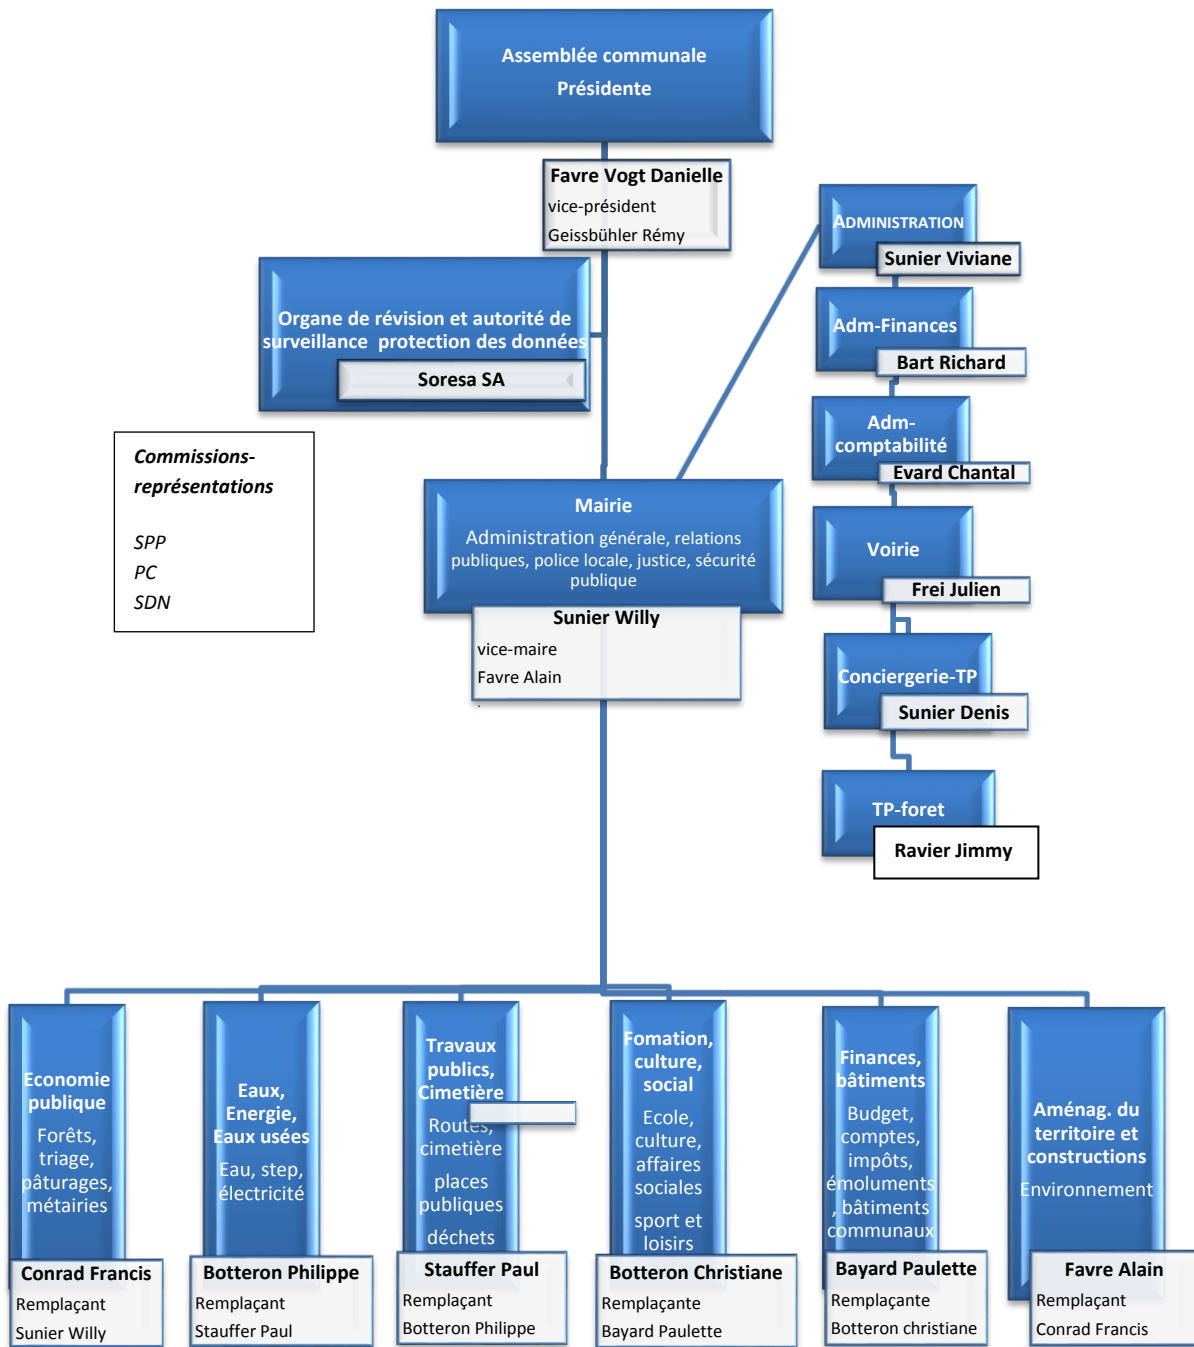 Assemblée communale
Présidente
Favre Vogt Danielle
vice-président
Geissbühler Rémy
ADMINISTRATION
Sunier Viviane
Organe de révision et autorité de
surveillance protection des données
Soresa SA
Adm-Finances
Bart Richard
Adm-
comptabilité
Evard Chantal
Commissions-
représentations
SPP
PC
SDN
Mairie
Administration générale, relations
publiques, police locale, justice, sécurité
publique
Sunier Willy
vice-maire
Favre Alain
.
Voirie
Frei Julien
Conciergerie-TP
Sunier Denis
TP-foret
Ravier Jimmy
Economie
publique
Forêts,
triage,
pâturages,
métairies
Conrad Francis
Remplaçant
Sunier Willy
Eaux,
Energie,
Eaux usées
Eau, step,
électricité
Botteron Philippe
Remplaçant
Stauffer Paul
Travaux
publics,
Cimetière
Routes,
cimetière
places
publiques
déchets
Stauffer Paul
Remplaçant
Botteron Philippe
Fomation,
culture,
social
Ecole,
culture,
affaires
sociales
sport et
loisirs
Botteron Christiane
Remplaçante
Bayard Paulette
Finances,
bâtiments
Budget,
comptes,
impôts,
émoluments
, bâtiments
communaux
Bayard Paulette
Remplaçante
Botteron christiane
Aménag. du
territoire et
constructions
Environnement
Favre Alain
Remplaçant
Conrad Francis